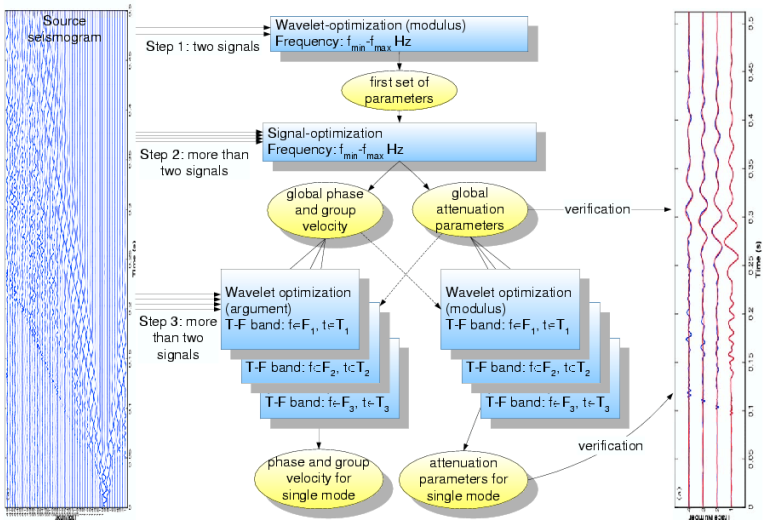 Source
seismogram
Step 1: two signals
Wavelet-optimization (modulus)
Frequency: fmin-fmax Hz
first set of
parameters
Signal-optimization
Frequency: fmin-fmax Hz
Step 2: more than
two signals
global phase
and group
velocity
global
attenuation
parameters
verification
Step 3: more
than two
signals
Wavelet optimization
(argument)
T-F band: f∈F1, t∈T1
T-F band: f⊂F2, t⊂T2
T-F band: f∈F3, t∈T3
Wavelet optimization
(modulus)
T-F band: f∈F1, t∈T1
T-F band: f⊂F2, t⊂T2
T-F band: f∈F3, t∈T3
phase and group
velocity for
single mode
attenuation
parameters for
single mode
verification
Time (s)
Time (s)
0.5
0.45
0.4
0.35
0.3
0.25
0.2
0.15
0.1
0.05
0